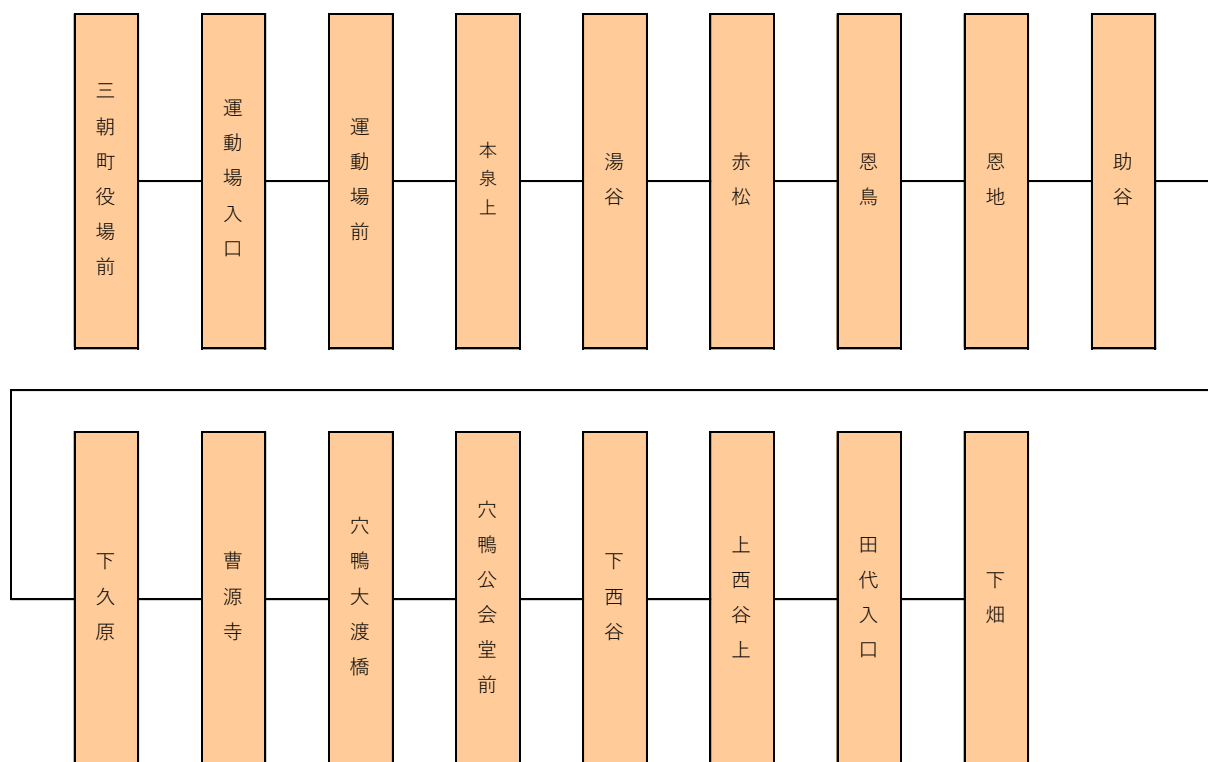 三朝町役場前
運動場入口
運動場前
本泉上
湯谷
赤松
恩鳥
恩地
助谷
下久原
曹源寺
穴鴨大渡橋
穴鴨公会堂前
下西谷
上西谷上
田代入口
下畑